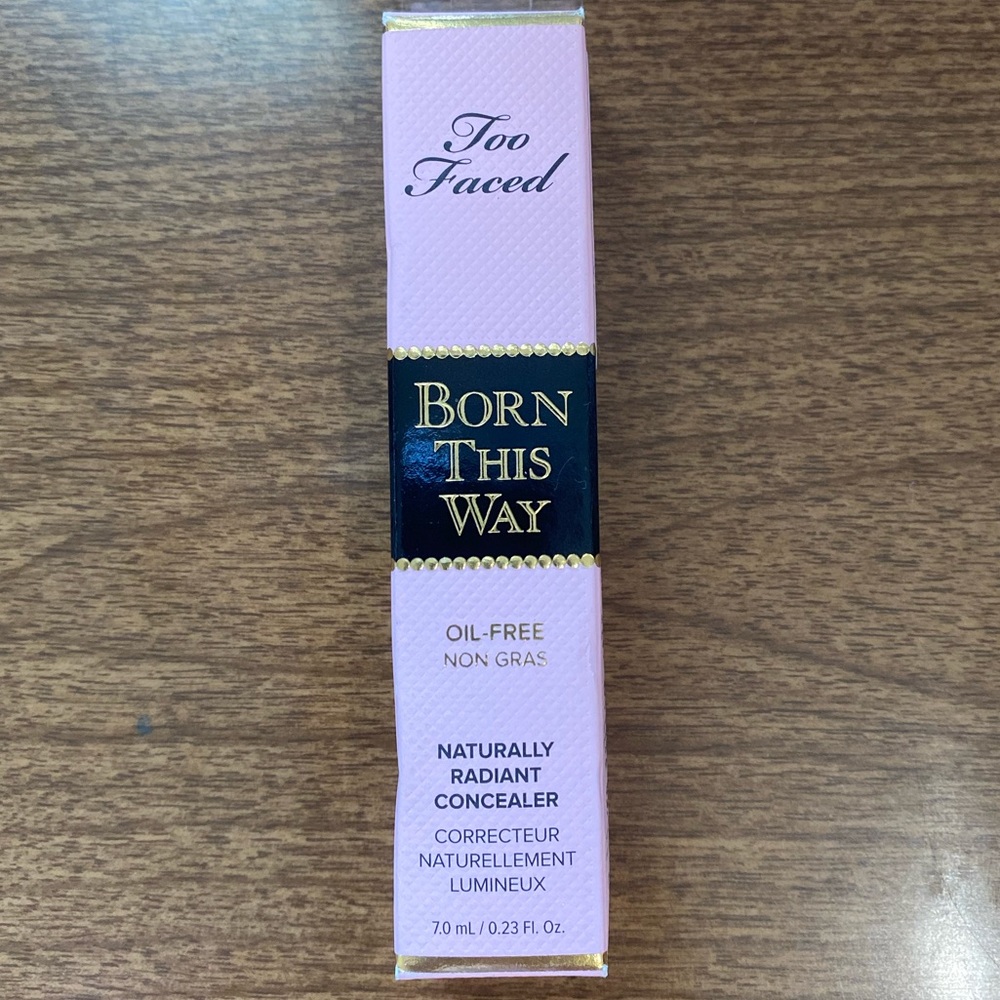 Too
Faced
BORN
THIS
WAY
OIL-FREE
NON GRAS
NATURALLY
RADIANT
CONCEALER
CORRECTEUR
NATURELLEMENT
LUMINEUX
7.0 mL / 0.23 Fl. Oz.